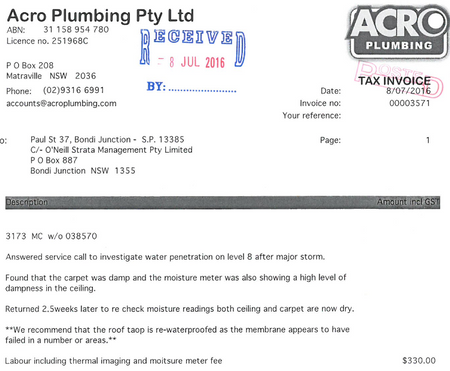 Acro Plumbing Pty Ltd
ABN: 31 158 954 780
Licence no. 251968C
P O Box 208
Matraville NSW 2036
Phone: (02)9316 6991
accounts@acroplumbing.com
RECEIVED
- 8 JUL 2016
BY:..........................
ACRO
PLUMBING
POSTED
TAX INVOICE
Date: 8/07/2016
Invoice no: 00003571
Your reference:
o: Paul St 37, Bondi Junction - S.P. 13385
C/- O'Neill Strata Management Pty Limited
P O Box 887
Bondi Junction NSW 1355
Page: 1
Description Amount incl GST
3173 MC w/o 038570
Answered service call to investigate water penetration on level 8 after major storm.
Found that the carpet was damp and the moisture meter was also showing a high level of
dampness in the ceiling.
Returned 2.5weeks later to re check moisture readings both ceiling and carpet are now dry.
**We recommend that the roof taop is re-waterproofed as the membrane appears to have
failed in a number or areas.**
Labour including thermal imaging and moitsure meter fee $330.00